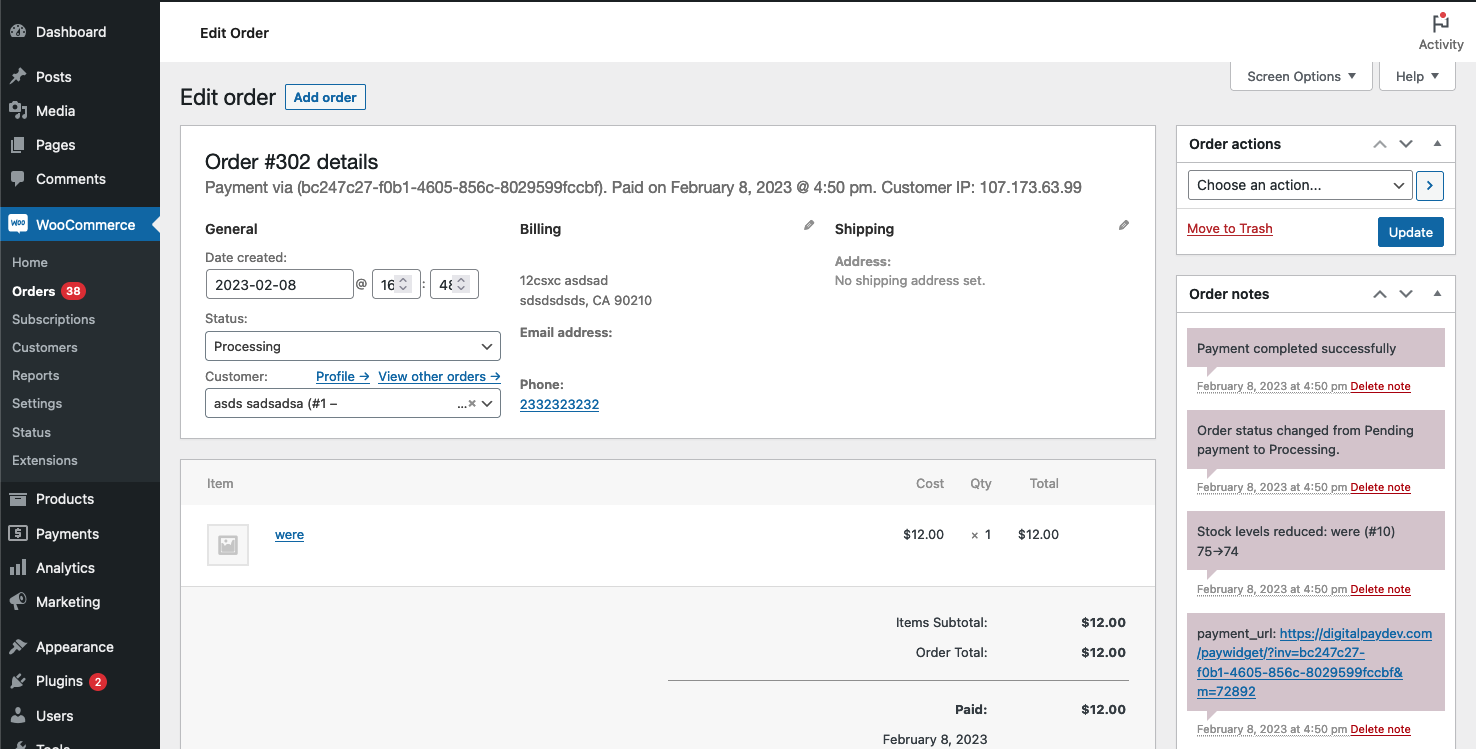 Dashboard
Posts
Media
Pages
Comments
WOO WooCommerce
Home
Orders 38
Subscriptions
Customers
Reports
Settings
Status
Extensions
Products
Payments
Analytics
Marketing
Appearance
Plugins 2
Users
Tools
Edit Order
Activity
Screen Options ▼
Help ▼
Edit order
Add order
Order #302 details
Payment via (bc247c27-f0b1-4605-856c-8029599fccbf). Paid on February 8, 2023 @ 4:50 pm. Customer IP: 107.173.63.99
General
Date created:
2023-02-08 @ 16 : 48
Status:
Processing
Customer: Profile → View other orders →
asds sadsadsa (#1 – ...×
Billing
12csxc asdsad
sdsdsdsds, CA 90210
Email address:
Phone:
2332323232
Shipping
Address:
No shipping address set.
Item Cost Qty Total
were $12.00 × 1 $12.00
Items Subtotal: $12.00
Order Total: $12.00
Paid: $12.00
February 8, 2023
Order actions
Choose an action...
Move to Trash
Update
Order notes
Payment completed successfully
February 8, 2023 at 4:50 pm Delete note
Order status changed from Pending
payment to Processing.
February 8, 2023 at 4:50 pm Delete note
Stock levels reduced: were (#10)
75→74
February 8, 2023 at 4:50 pm Delete note
payment_url: https://digitalpaydev.com
/paywidget/?inv=bc247c27-
f0b1-4605-856c-8029599fccbf&
m=72892
February 8, 2023 at 4:50 pm Delete note